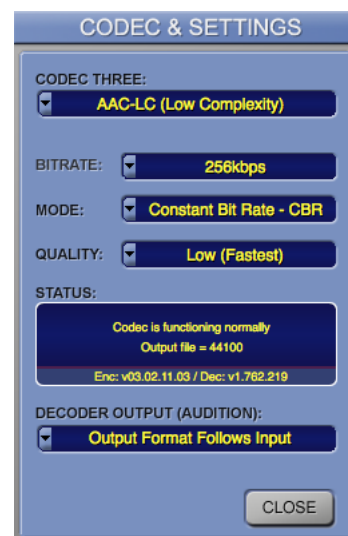 CODEC & SETTINGS
CODEC THREE:
AAC-LC (Low Complexity)
BITRATE: 256kbps
MODE: Constant Bit Rate - CBR
QUALITY: Low (Fastest)
STATUS:
Codec is functioning normally
Output file = 44100
Enc: v03.02.11.03 / Dec: v1.762.219
DECODER OUTPUT (AUDITION):
Output Format Follows Input
CLOSE